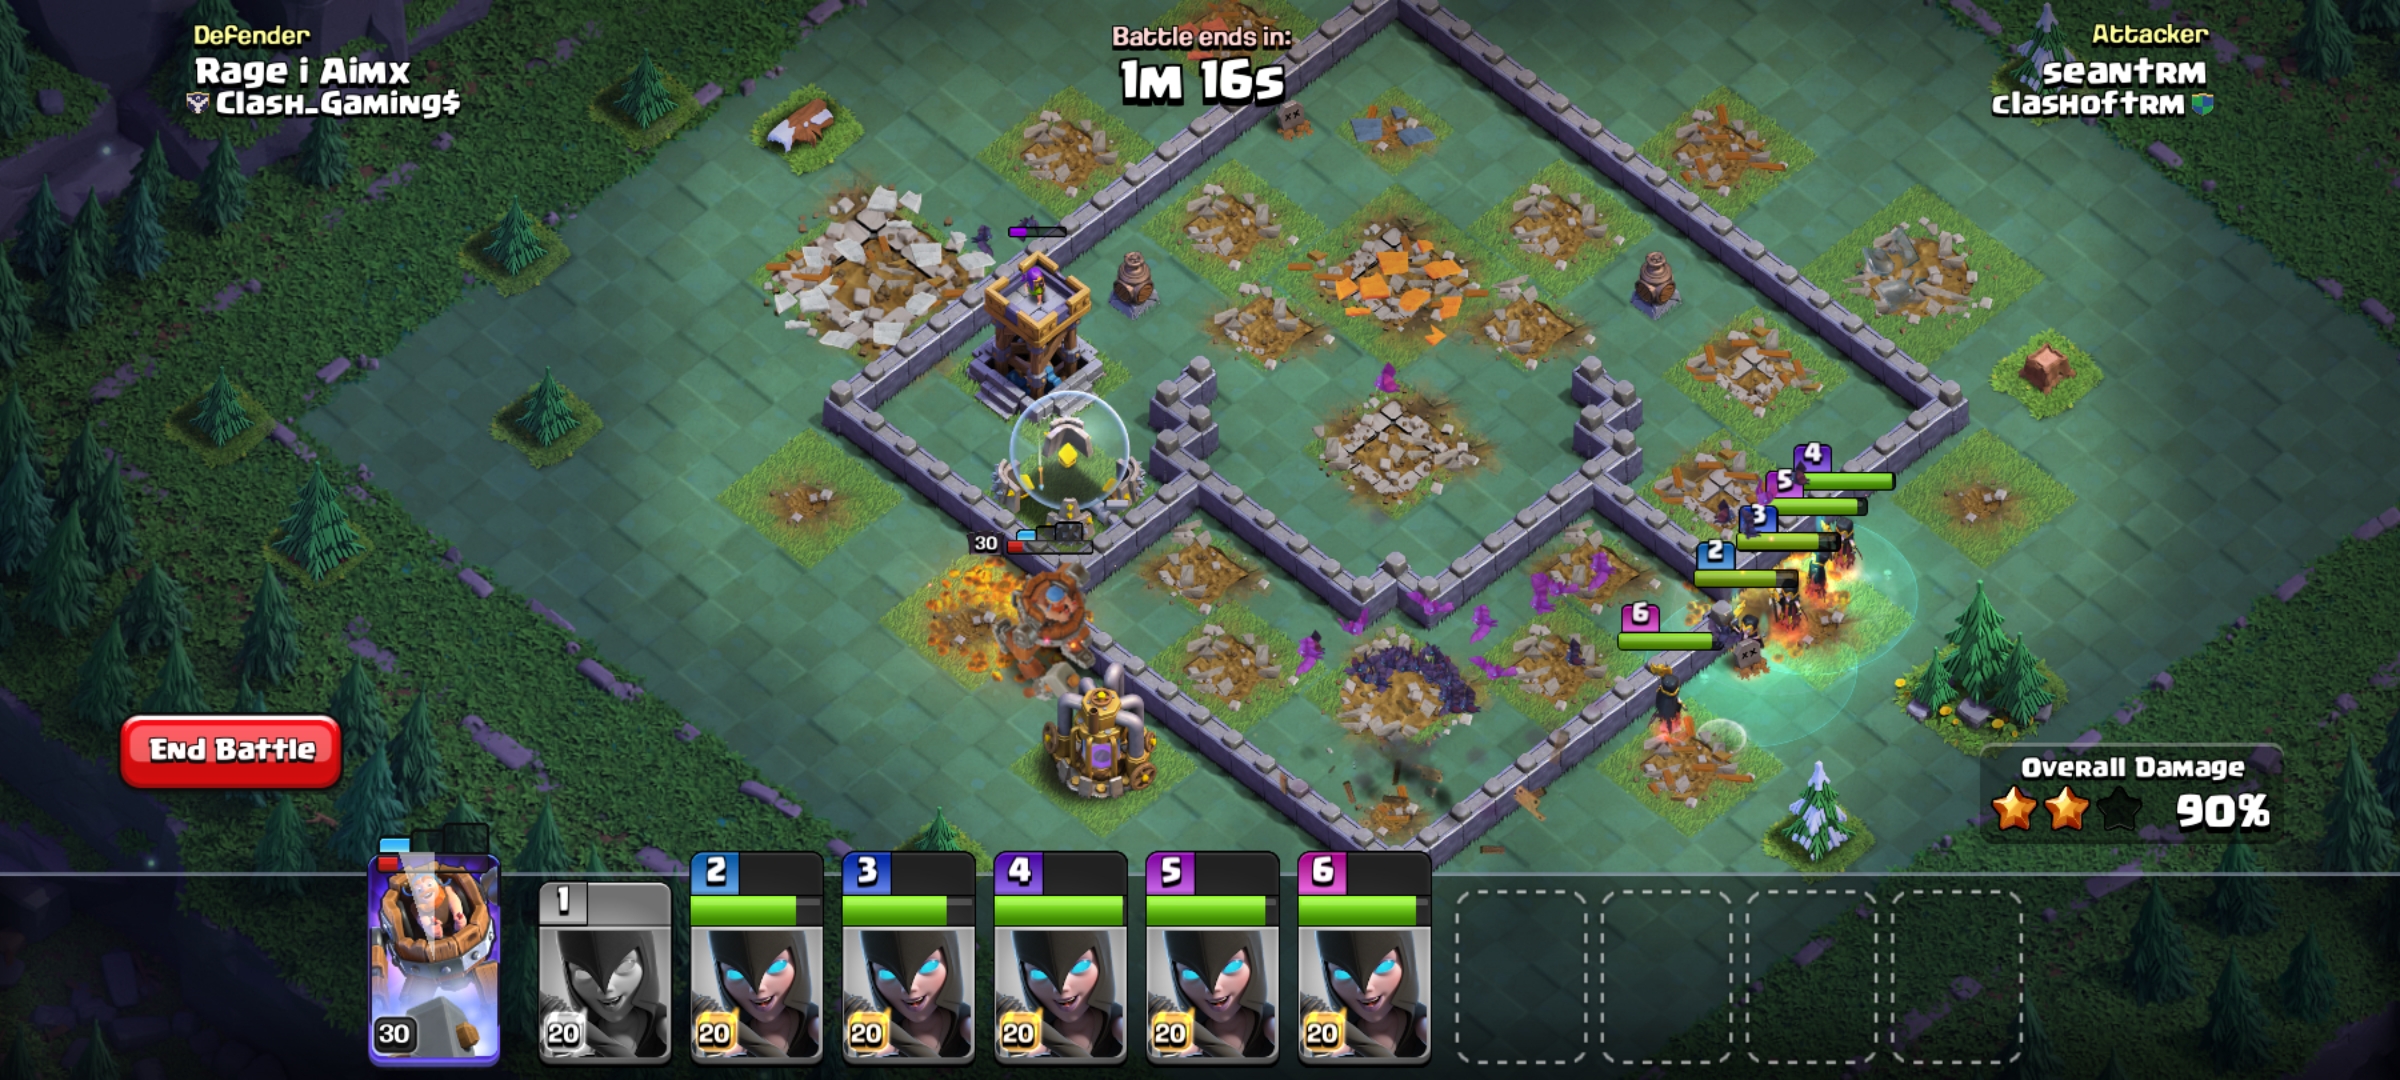 Defender
Rage i Aimx
Clash_Gaming$
Battle ends in:
1m 16s
Attacker
seantrm
clashoftrm
30
4
5
3
2
6
End Battle
Overall Damage
90%
30
1
20
2
20
3
20
4
20
5
20
6
20